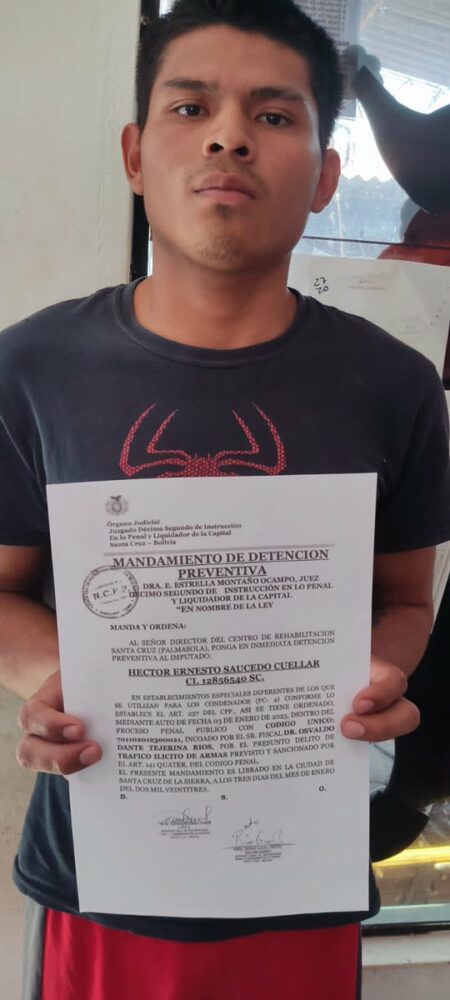 27
20
Órgano Judicial
Juzgado Décimo Segundo de Instrucción
En lo Penal y Liquidador de la Capital
Santa Cruz – Bolivia
MANDAMIENTO DE DETENCION
PREVENTIVA
DRA. E. ESTRELLA MONTAÑO OCAMPO, JUEZ
DECIMO SEGUNDO DE INSTRUCCIÓN EN LO PENAL
Y LIQUIDADOR DE LA CAPITAL
“EN NOMBRE DE LA LEY
N.C.P.P.
MANDA Y ORDENA:
AL SEÑOR DIRECTOR DEL CENTRO DE REHABILITACION
SANTA CRUZ (PALMASOLA), PONGA EN INMEDIATA DETENCION
PREVENTIVA AL IMPUTADO:
HECTOR ERNESTO SAUCEDO CUELLAR
CI. 12856540 SC.
EN ESTABLECIMIENTOS ESPECIALES DIFERENTES DE LOS QUE
SE UTILIZAN PARA LOS CONDENADOS (PC- 4) CONFORME LO
ESTABLECE EL ART. 237 DEL CPP., ASI SE TIENE ORDENADO,
MEDIANTE AUTO DE FECHA 03 DE ENERO DE 2023, DENTRO DEL
PROCESO PENAL PUBLICO CON CODIGO UNICO:
701102012300021, INCOADO POR EL SR. FISCAL DR. OSVALDO
DANTE TEJERINA RIOS, POR EL PRESUNTO DELITO DE
TRAFICO ILICITO DE ARMAS PREVISTO Y SANCIONADO POR
EL ART. 141 QUATER, DEL CODIGO PENAL.
EL PRESENTE MANDAMIENTO ES LIBRADO EN LA CIUDAD DE
SANTA CRUZ DE LA SIERRA, A LOS TRES DIAS DEL MES DE ENERO
DEL DOS MIL VEINTITRES.
D. S. O.